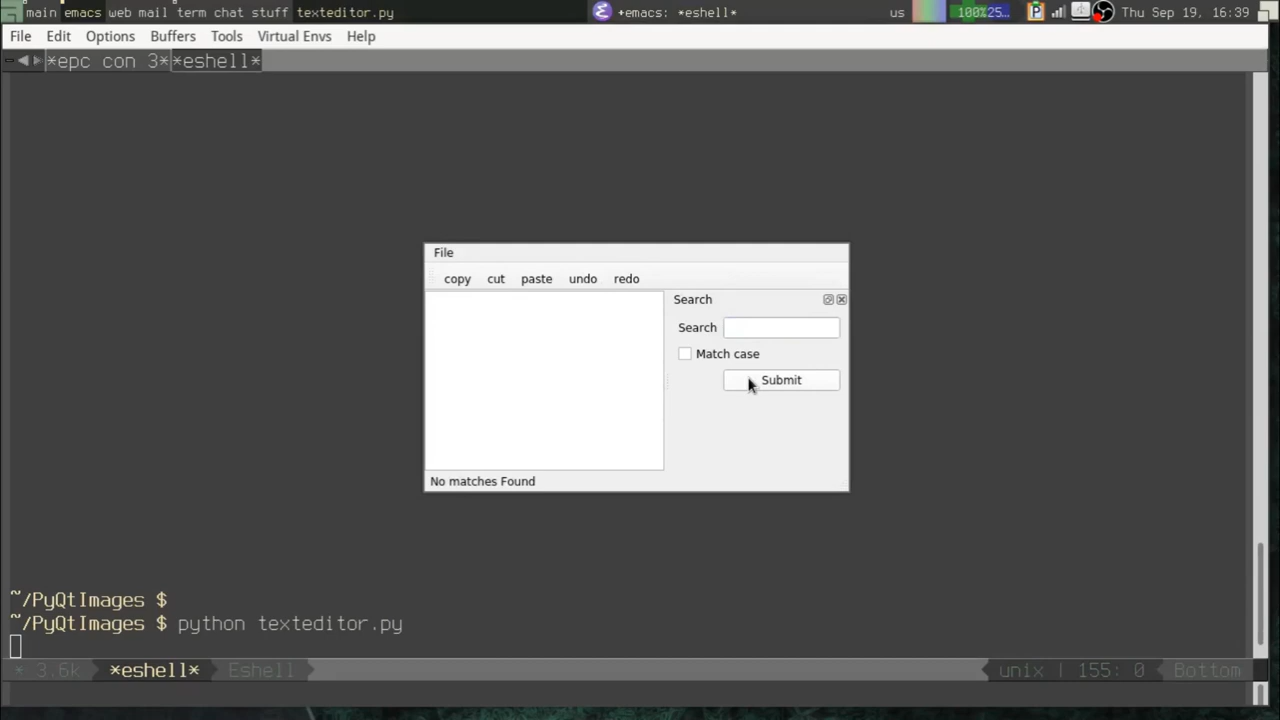 main emacs web mail term chat stuff texteditor.py +emacs: *eshell* us 100%25… Thu Sep 19, 16:39
File Edit Options Buffers Tools Virtual Envs Help
*epc con 3* *eshell*
File
copy cut paste undo redo
Search
Search
Match case
Submit
No matches Found
~/PyQtImages $
~/PyQtImages $ python texteditor.py
* 3.6k *eshell* Eshell unix | 155: 0 Bottom